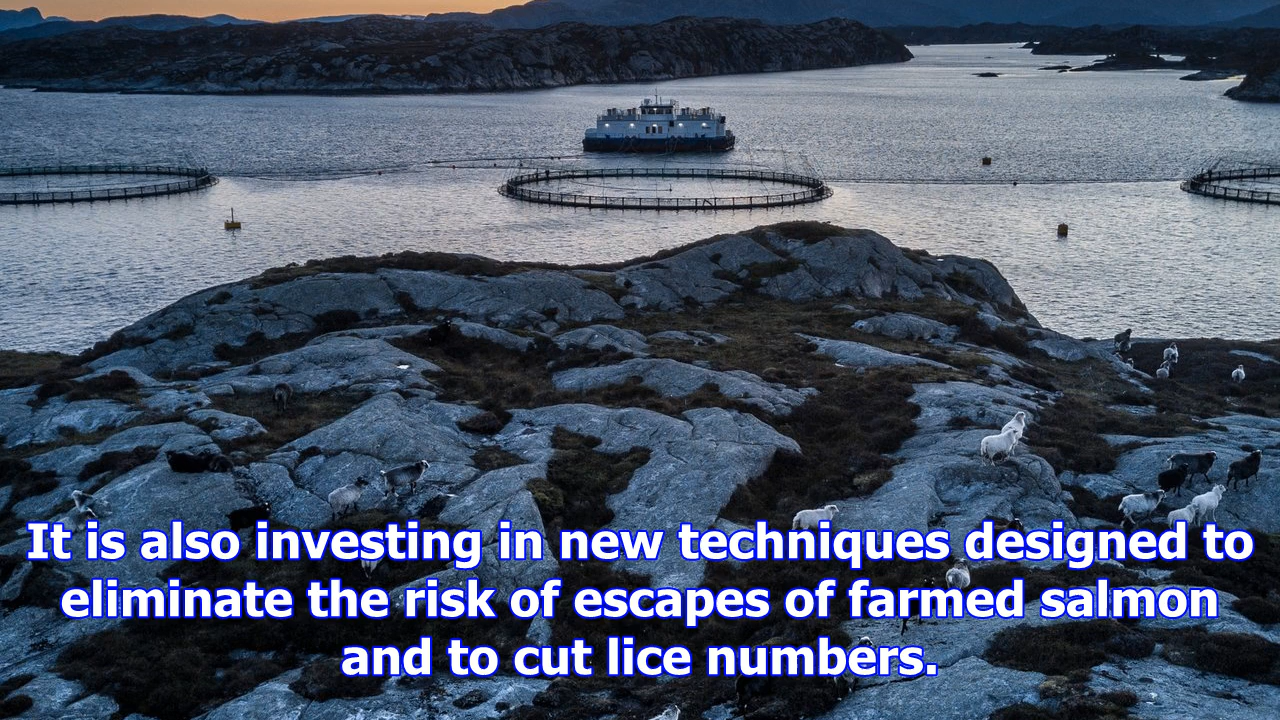 It is also investing in new techniques designed to
eliminate the risk of escapes of farmed salmon
and to cut lice numbers.